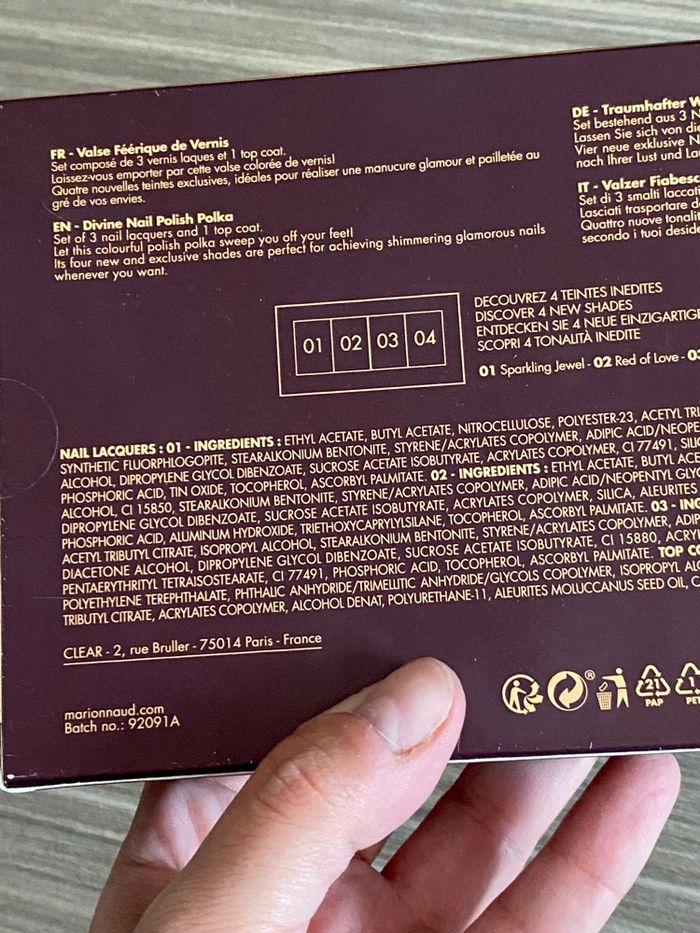 FR - Valse Féérique de Vernis
Set composé de 3 vernis laques et 1 top coat.
Laissez-vous emporter par cette valse colorée de vernis!
Quatre nouvelles teintes exclusives, idéales pour réaliser une manucure glamour et pailletée au
gré de vos envies.
EN - Divine Nail Polish Polka
Set of 3 nail lacquers and 1 top coat.
Let this colourful polish polka sweep you off your feet!
Its four new and exclusive shades are perfect for achieving shimmering glamorous nails
whenever you want.
DE - Traumhafter
Set bestehend aus 3
Lassen Sie sich von
Vier neue exklusive
nach Ihrer Lust und
IT - Valzer
Set di 3 smalti
Lasciati trasportare
Quattro nuove
secondo i tuoi
01 02 03 04
DECOUVREZ 4 TEINTES INEDITES
DISCOVER 4 NEW SHADES
ENTDECKEN SIE 4 NEUE
SCOPRI 4 TONALITÀ INEDITE
01 Sparkling Jewel - 02 Red of Love -
NAIL LACQUERS : 01 - INGREDIENTS : ETHYL ACETATE, BUTYL ACETATE, NITROCELLULOSE, POLYESTER-23, ACETYL
SYNTHETIC FLUORPHLOGOPITE, STEARALKONIUM BENTONITE, STYRENE/ACRYLATES COPOLYMER, ADIPIC
ALCOHOL, DIPROPYLENE GLYCOL DIBENZOATE, SUCROSE ACETATE ISOBUTYRATE, ACRYLATES COPOLYMER, CI 77491,
PHOSPHORIC ACID, TIN OXIDE, TOCOPHEROL, ASCORBYL PALMITATE. 02 - INGREDIENTS : ETHYL ACETATE, BUTYL
ALCOHOL, CI 15850, STEARALKONIUM BENTONITE, STYRENE/ACRYLATES COPOLYMER, ADIPIC ACID/NEOPENTYL
DIPROPYLENE GLYCOL DIBENZOATE, SUCROSE ACETATE ISOBUTYRATE, ACRYLATES COPOLYMER, SILICA, ALEURITES
PHOSPHORIC ACID, ALUMINUM HYDROXIDE, TRIETHOXYCAPRYLYLSILANE, TOCOPHEROL, ASCORBYL PALMITATE. 03 -
ACETYL TRIBUTYL CITRATE, ISOPROPYL ALCOHOL, STEARALKONIUM BENTONITE, STYRENE/ACRYLATES COPOLYMER,
DIACETONE ALCOHOL, DIPROPYLENE GLYCOL DIBENZOATE, SUCROSE ACETATE ISOBUTYRATE, CI 15880,
PENTAERYTHRITYL TETRAISOSTEARATE, CI 77491, PHOSPHORIC ACID, TOCOPHEROL, ASCORBYL PALMITATE. TOP
POLYETHYLENE TEREPHTHALATE, PHTHALIC ANHYDRIDE/TRIMELLITIC ANHYDRIDE/GLYCOLS COPOLYMER, ISOPROPYL
TRIBUTYL CITRATE, ACRYLATES COPOLYMER, ALCOHOL DENAT, POLYURETHANE-11, ALEURITES MOLUCCANUS SEED OIL,
CLEAR - 2, rue Bruller - 75014 Paris - France
marionnaud.com
Batch no.: 92091A
®
21
PAP
1